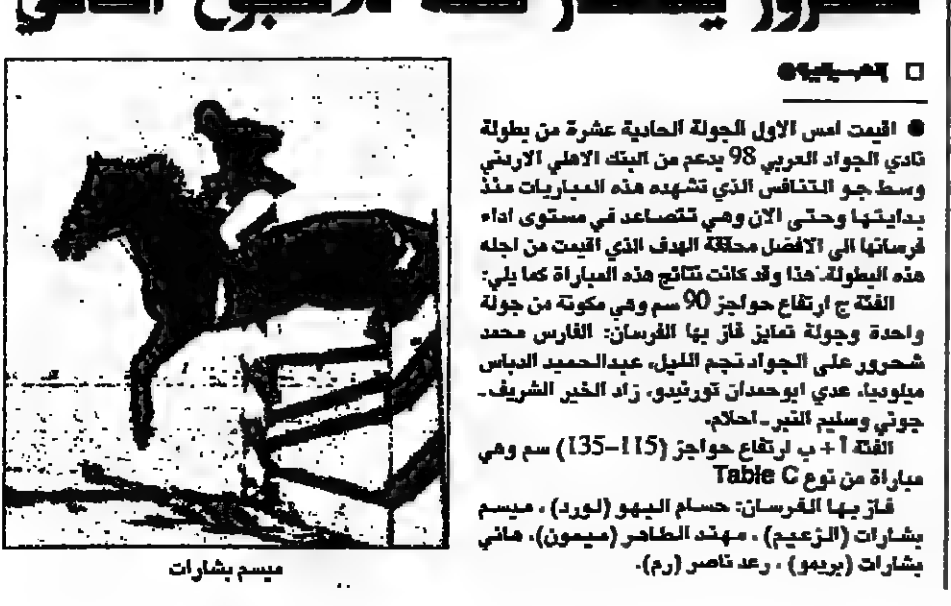 ● اقيمت امس الاول الجولة الحادية عشرة من بطولة
نادي الجواد العربي 98 بدعم من البنك الاهلي الاردني
وسط جو التنافس الذي تشهده هذه المباريات منذ
بدايتها وحتى الان وهي تتصاعد في مستوى اداء
فرسانها الى الافضل محققة الهدف الذي اقيمت من اجله
هذه البطولة. هذا وقد كانت نتائج هذه المباراة كما يلي:
الفئة ج ارتفاع حواجز 90 سم وهي مكونة من جولة
واحدة وجولة تمايز فاز بها الفرسان: الفارس محمد
شحرور على الجواد نجم الليل، عبدالحميد الدباس
ميلوديا، عدي ابوحمدان تورنيدو، زاد الخير الشريف ـ
جوني وسليم النبر ـ احلام.
الفئة أ + ب ارتفاع حواجز (115–135) سم وهي
مباراة من نوع Table C
فاز بها الفرسان: حسام البهو (لورد) ، ميسم
بشارات (الزعيم) ، مهند الطاهر (ميمون)، هاني
بشارات (بريمو) ، رعد ناصر (رم).
ميسم بشارات